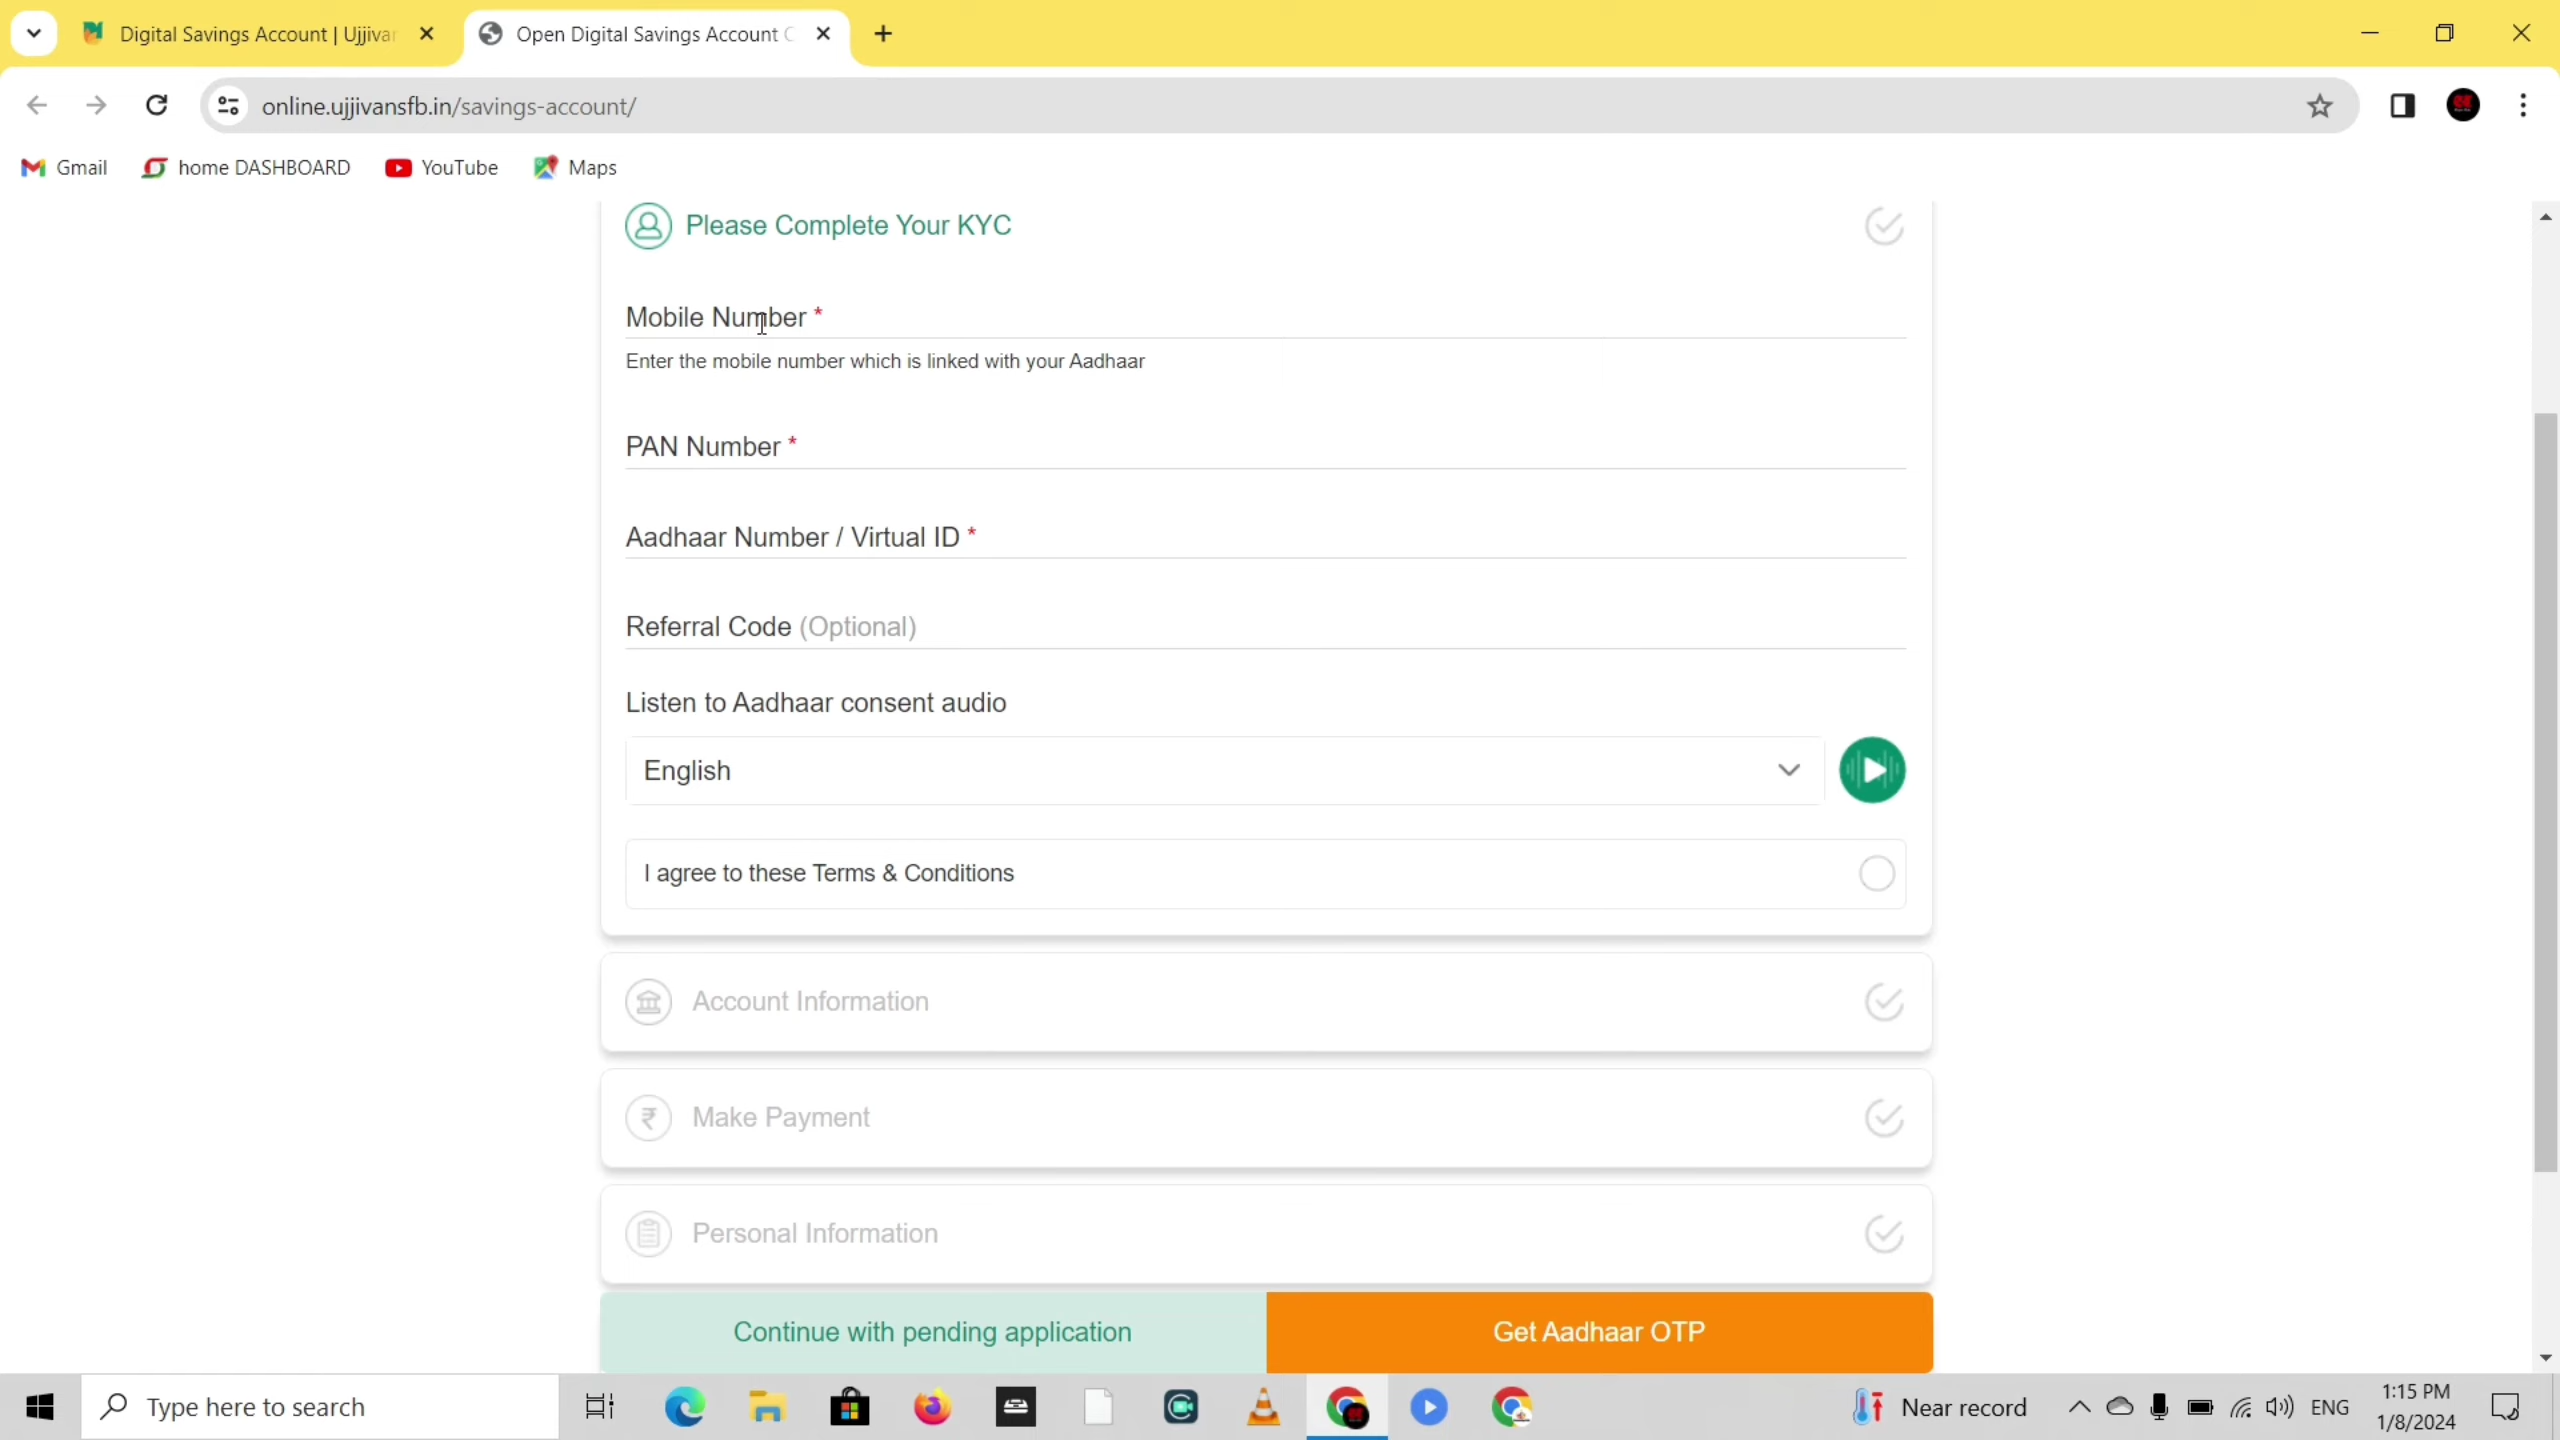 Digital Savings Account | Ujjiva
Open Digital Savings Account
online.ujjivansfb.in/savings-account/
Gmail
home DASHBOARD
YouTube
Maps
Please Complete Your KYC
Mobile Number *
Enter the mobile number which is linked with your Aadhaar
PAN Number *
Aadhaar Number / Virtual ID *
Referral Code (Optional)
Listen to Aadhaar consent audio
English
I agree to these Terms & Conditions
Account Information
Make Payment
Personal Information
Continue with pending application
Get Aadhaar OTP
Type here to search
Near record
ENG
1:15 PM
1/8/2024